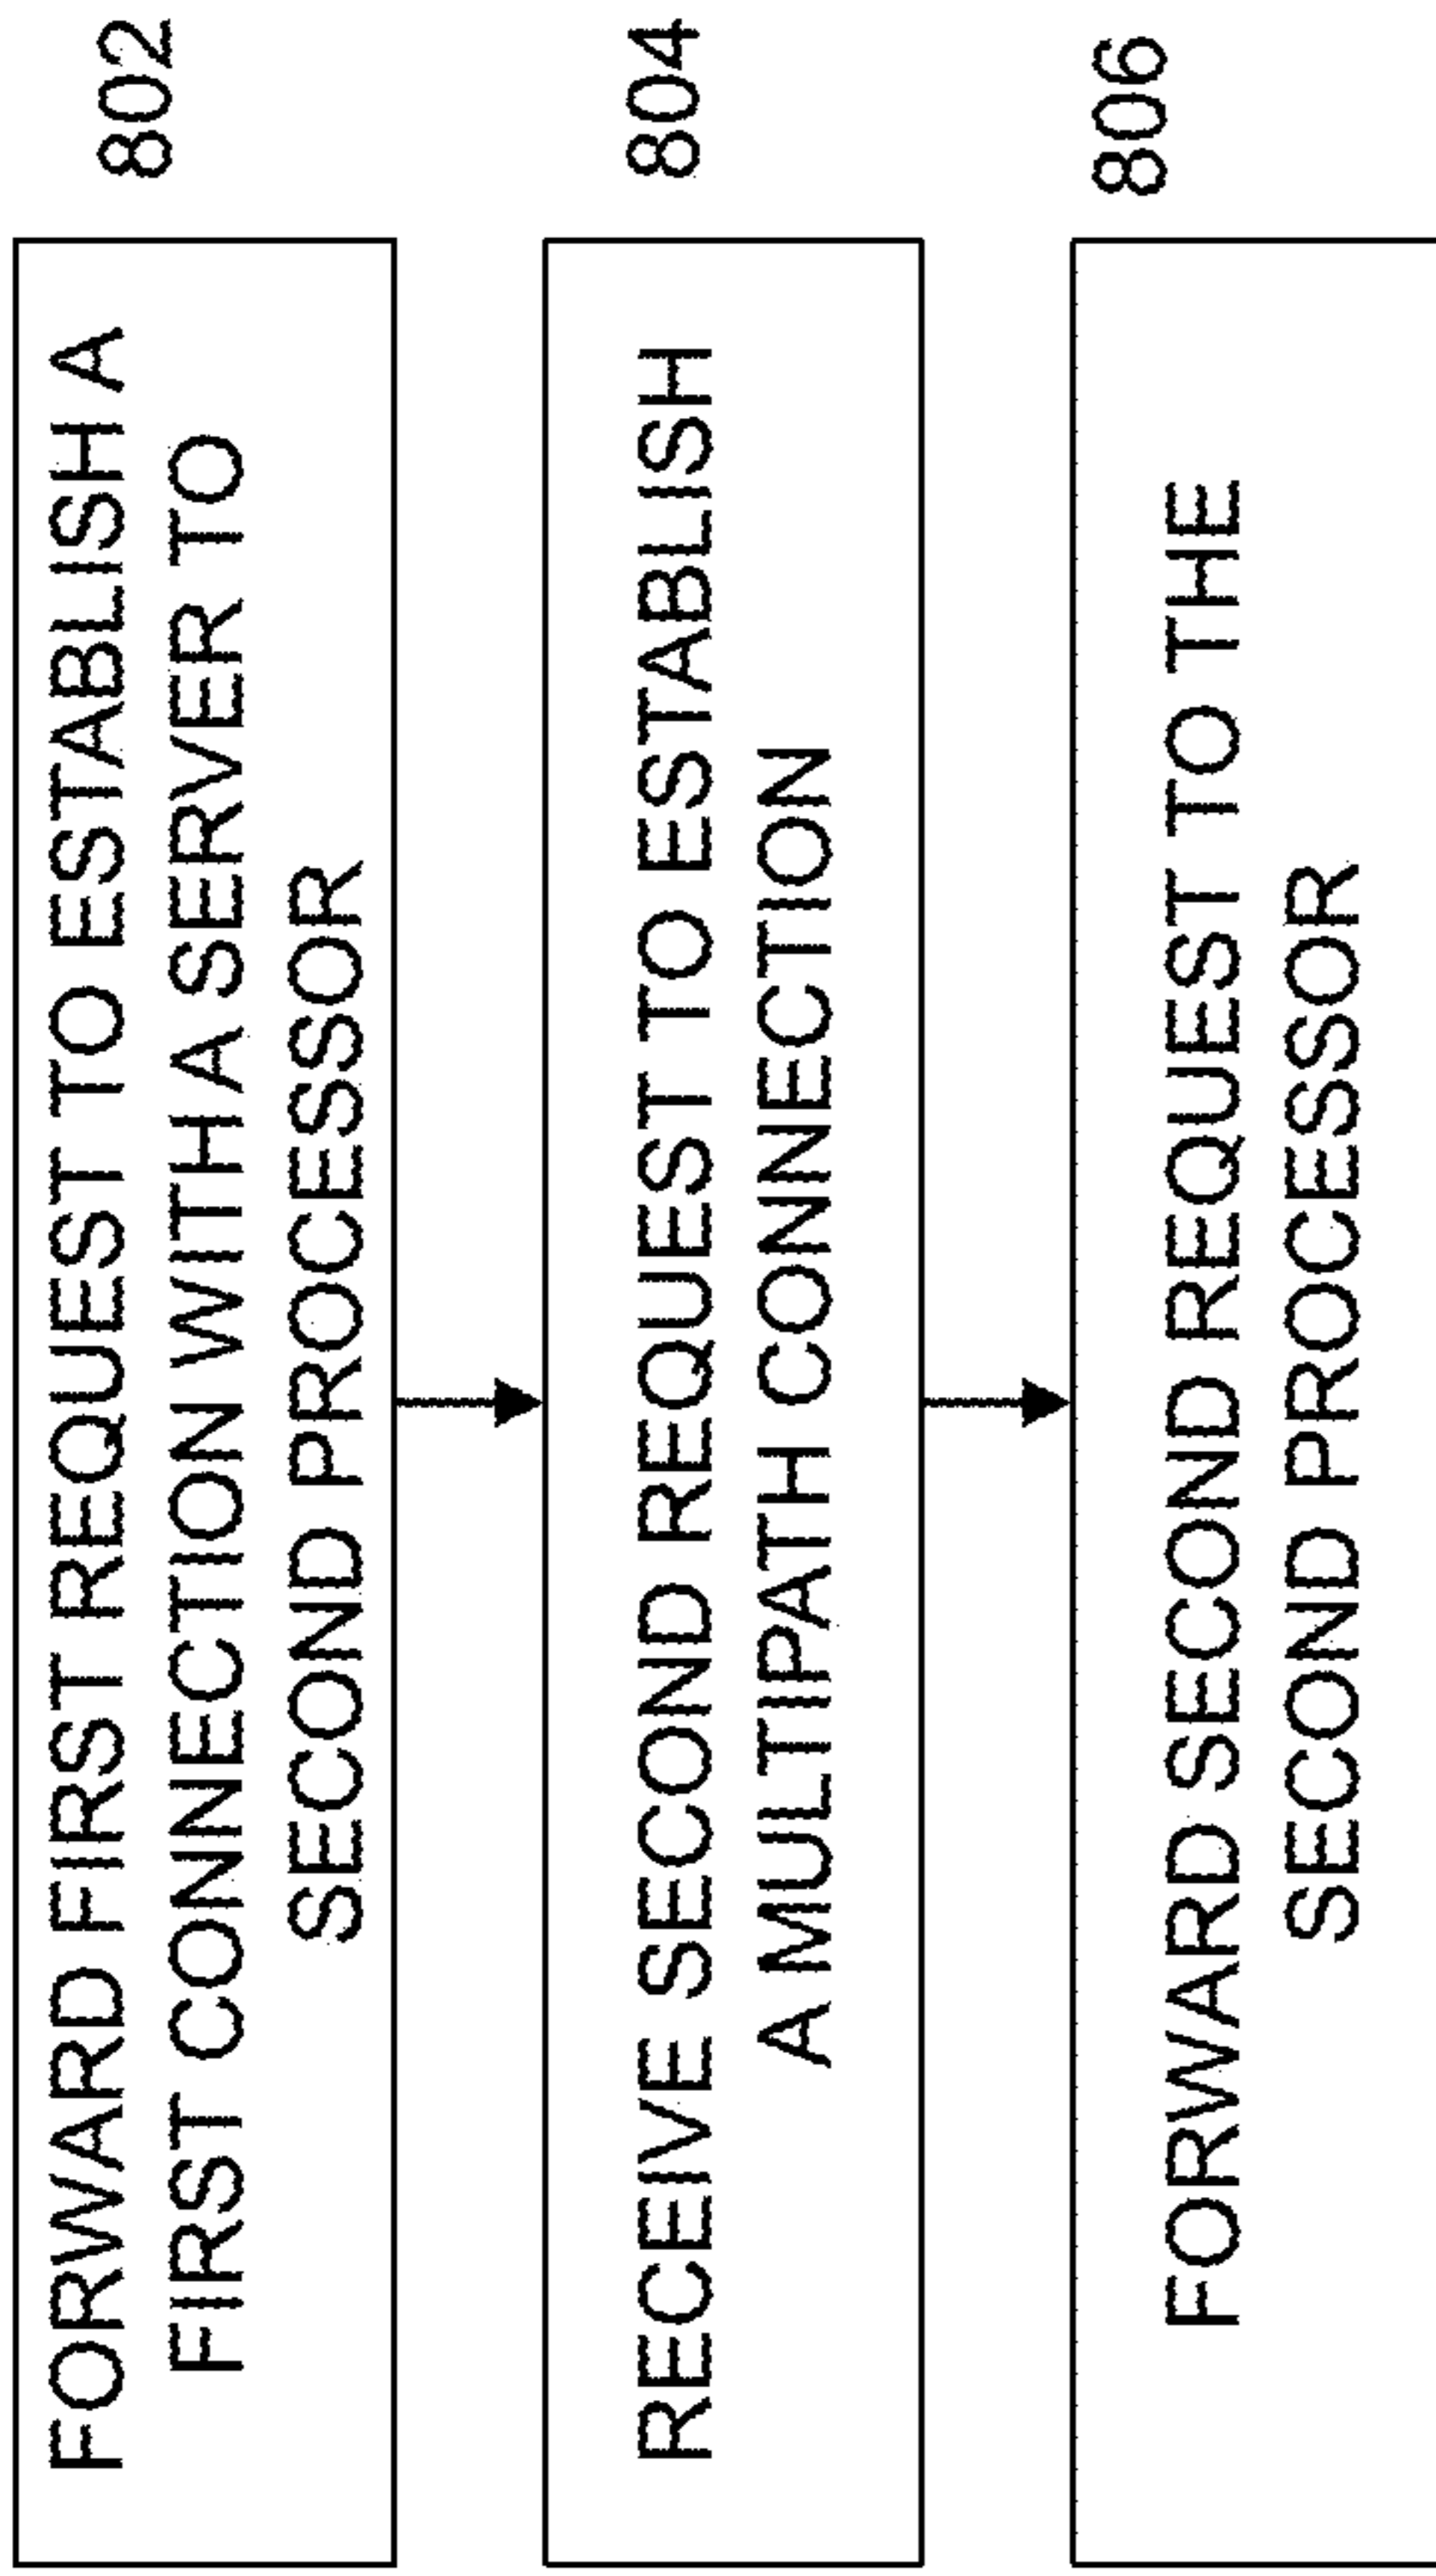 FORWARD FIRST REQUEST TO ESTABLISH A
FIRST CONNECTION WITH A SERVER TO
SECOND PROCESSOR
802
RECEIVE SECOND REQUEST TO ESTABLISH
A MULTIPATH CONNECTION
804
FORWARD SECOND REQUEST TO THE
SECOND PROCESSOR
806